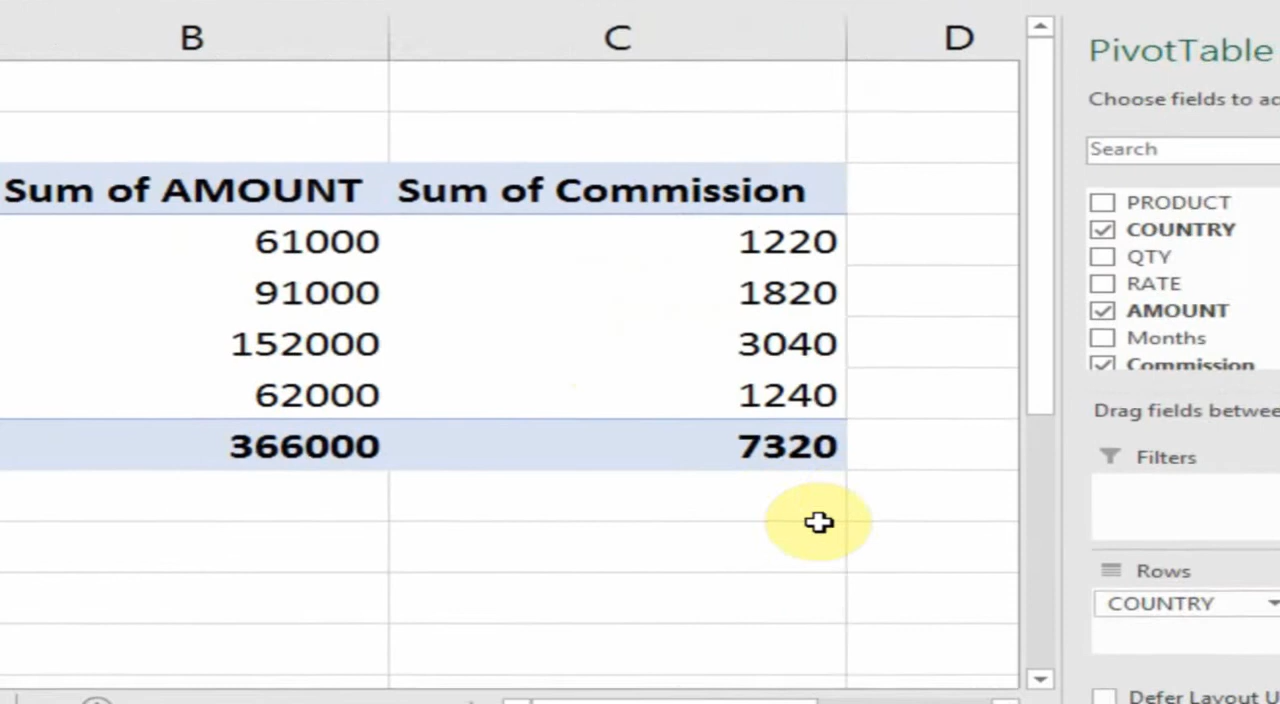 B C D
Sum of AMOUNT Sum of Commission
61000 1220
91000 1820
152000 3040
62000 1240
366000 7320
PivotTable
Choose fields to ad
Search
PRODUCT
COUNTRY
QTY
RATE
AMOUNT
Months
Commission
Drag fields betwee
Filters
Rows
COUNTRY
Defer Layout U